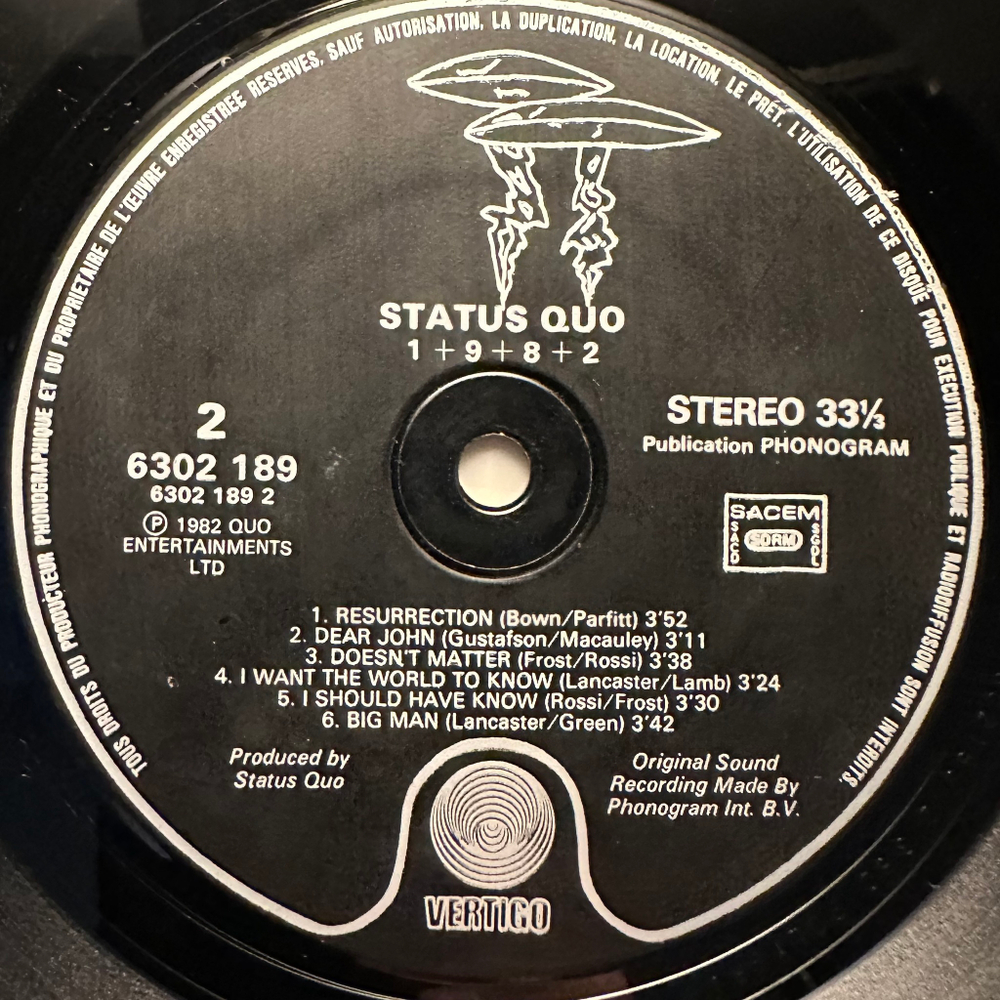 TOUS DROITS DU PRODUCTEUR PHONOGRAPHIQUE ET DU PROPRIETAIRE DE L'ŒUVRE ENREGISTREE RESERVES, SAUF AUTORISATION, LA DUPLICATION, LA LOCATION, LE PRÊT, L'UTILISATION DE CE DISQUE POUR EXECUTION PUBLIQUE ET RADIODIFFUSION SONT INTERDITS.
STATUS QUO
1+9+8+2
2
6302 189
6302 189 2
Ⓟ 1982 QUO
ENTERTAINMENTS
LTD
STEREO 33⅓
Publication PHONOGRAM
SACEM
SACD
SDRM
SGDL
1. RESURRECTION (Bown/Parfitt) 3'52
2. DEAR JOHN (Gustafson/Macauley) 3'11
3. DOESN'T MATTER (Frost/Rossi) 3'38
4. I WANT THE WORLD TO KNOW (Lancaster/Lamb) 3'24
5. I SHOULD HAVE KNOW (Rossi/Frost) 3'30
6. BIG MAN (Lancaster/Green) 3'42
Produced by
Status Quo
Original Sound
Recording Made By
Phonogram Int. B.V.
VERTIGO